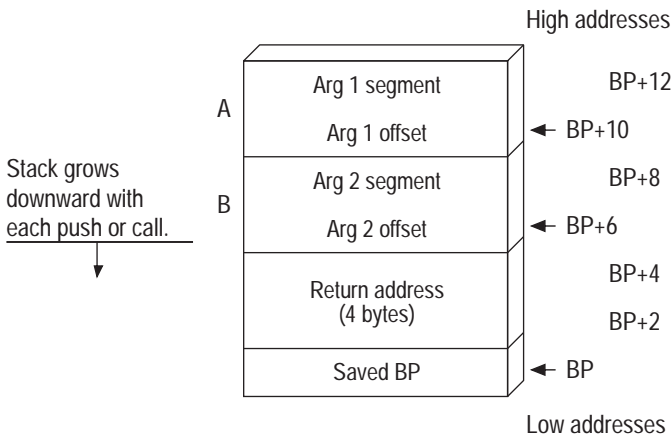 High addresses
Arg 1 segment
BP+12
A
Arg 1 offset
BP+10
Stack grows
downward with
each push or call.
Arg 2 segment
BP+8
B
Arg 2 offset
BP+6
Return address
(4 bytes)
BP+4
BP+2
Saved BP
BP
Low addresses